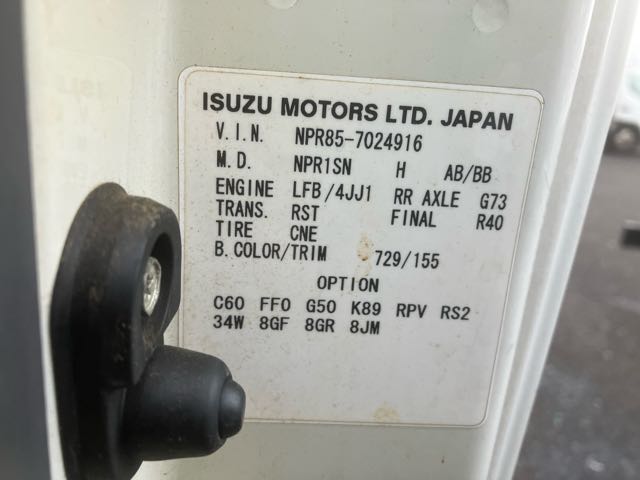 ISUZU MOTORS LTD. JAPAN
V.I.N. NPR85-7024916
M.D. NPR1SN H AB/BB
ENGINE LFB/4JJ1 RR AXLE G73
TRANS. RST FINAL R40
TIRE CNE
B.COLOR/TRIM 729/155
OPTION
C60 FF0 G50 K89 RPV RS2
34W 8GF 8GR 8JM